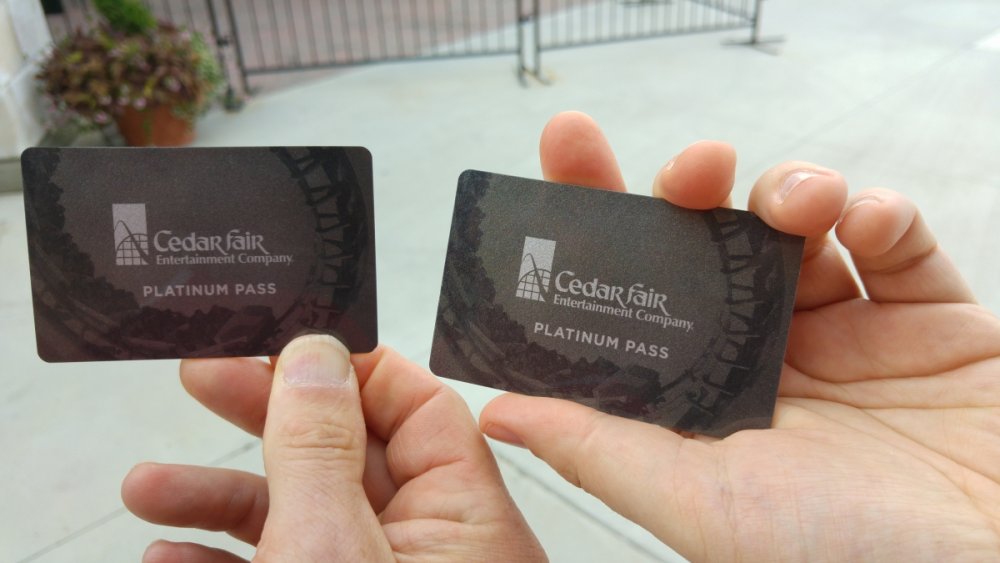 Cedar Fair
Entertainment Company.
PLATINUM PASS
Cedar Fair
Entertainment Company.
PLATINUM PASS